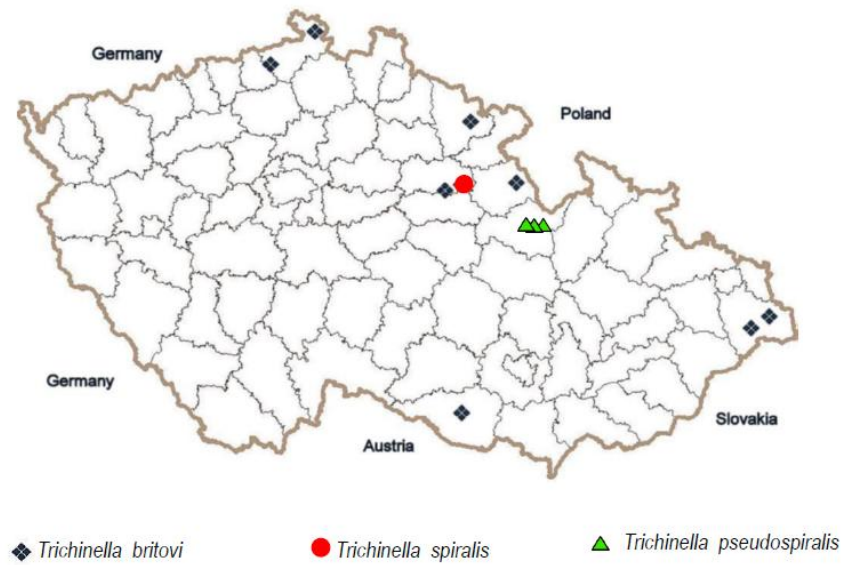 Germany
Poland
Germany
Slovakia
Austria
Trichinella britovi
Trichinella spiralis
Trichinella pseudospiralis